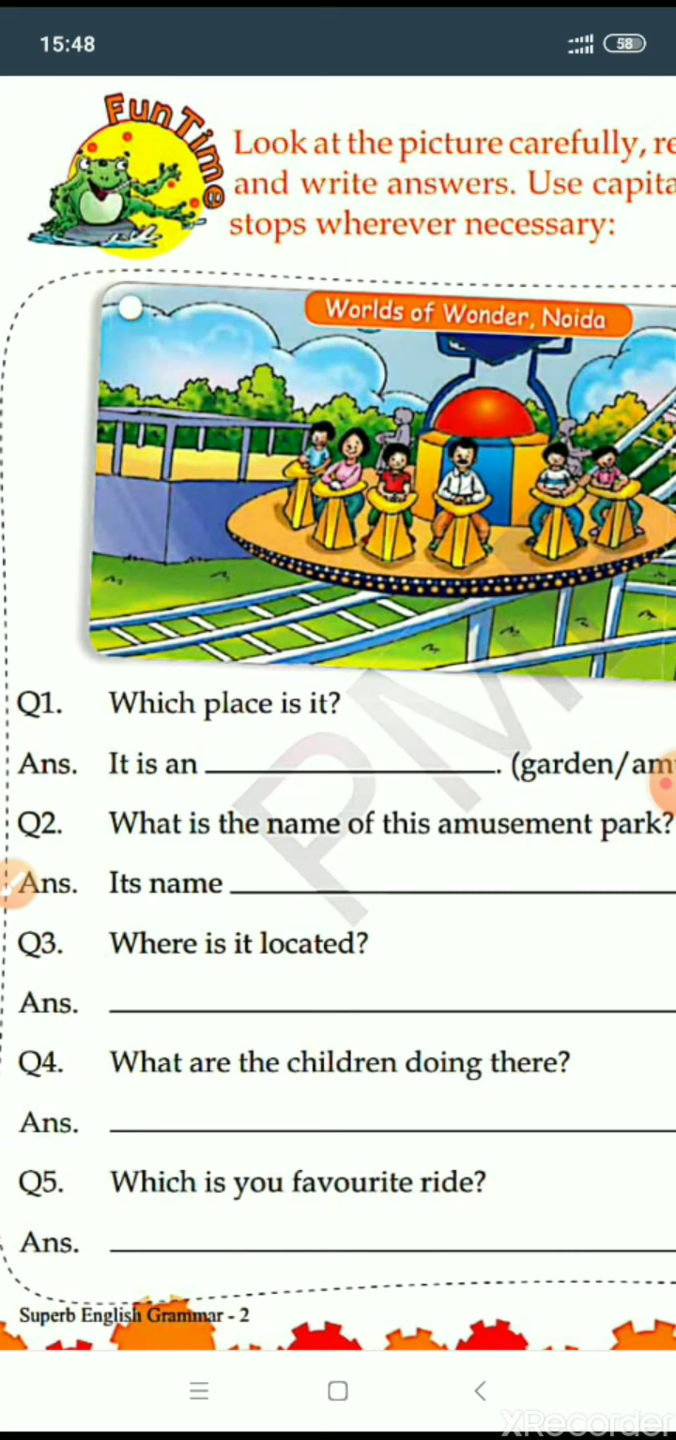 15:48
58
Fun Time
Look at the picture carefully, re
and write answers. Use capita
stops wherever necessary:
Worlds of Wonder, Noida
Q1. Which place is it?
Ans. It is an ____________. (garden/am
Q2. What is the name of this amusement park?
Ans. Its name ____________
Q3. Where is it located?
Ans. ____________
Q4. What are the children doing there?
Ans. ____________
Q5. Which is you favourite ride?
Ans. ____________
Superb English Grammar - 2
PM
XRecorder